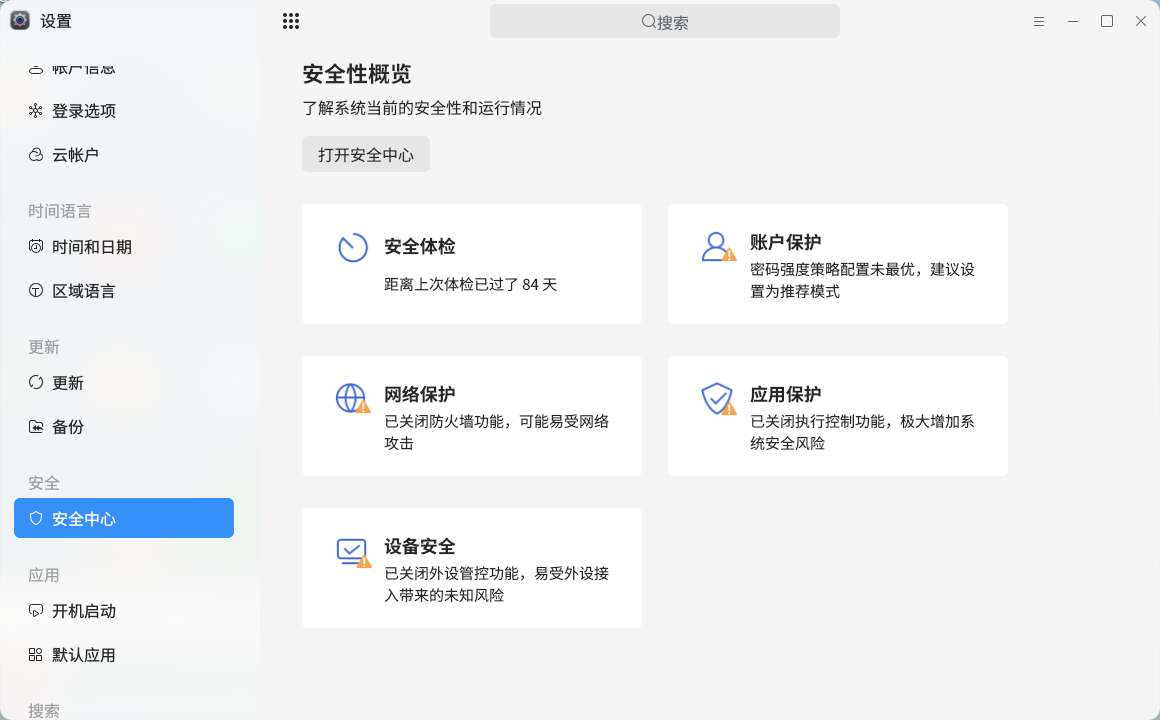 设置
搜索
帐户信息
登录选项
云帐户
时间语言
时间和日期
区域语言
更新
更新
备份
安全
安全中心
应用
开机启动
默认应用
搜索
安全性概览
了解系统当前的安全性和运行情况
打开安全中心
安全体检
距离上次体检已过了 84 天
账户保护
密码强度策略配置未最优，建议设
置为推荐模式
网络保护
已关闭防火墙功能，可能易受网络
攻击
应用保护
已关闭执行控制功能，极大增加系
统安全风险
设备安全
已关闭外设管控功能，易受外设接
入带来的未知风险